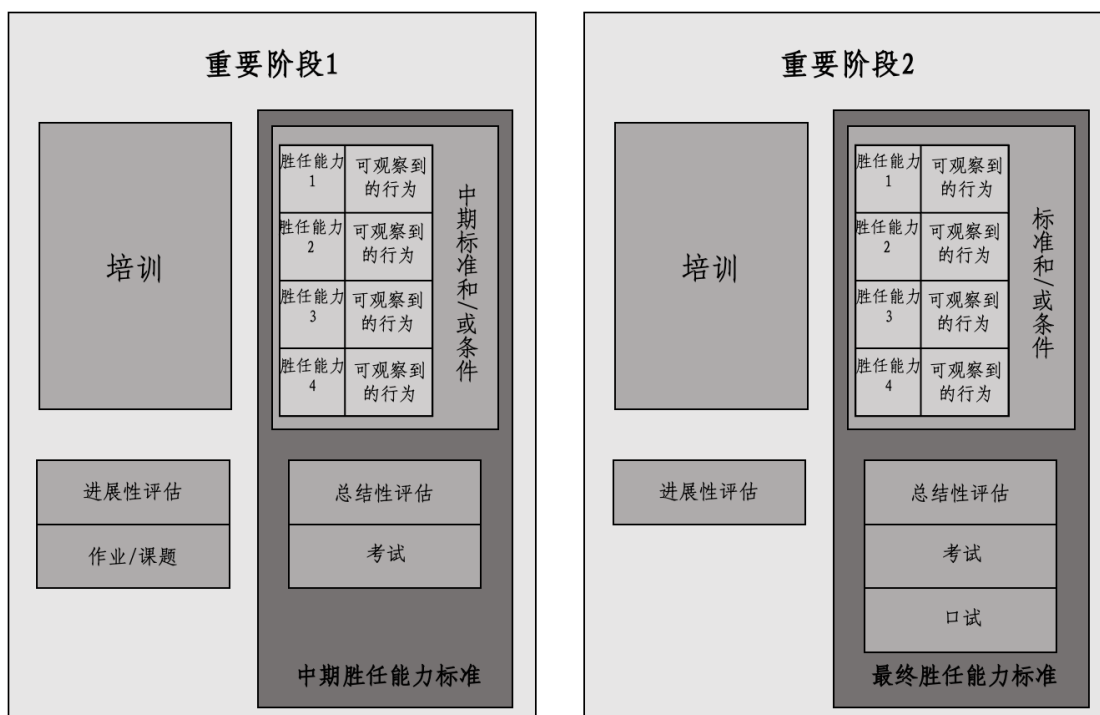 重要阶段1
培训
胜任能力
1
可观察到
的行为
胜任能力
2
可观察到
的行为
胜任能力
3
可观察到
的行为
胜任能力
4
可观察到
的行为
中期标准和/或条件
进展性评估
作业/课题
总结性评估
考试
中期胜任能力标准
重要阶段2
培训
胜任能力
1
可观察到
的行为
胜任能力
2
可观察到
的行为
胜任能力
3
可观察到
的行为
胜任能力
4
可观察到
的行为
标准和/或条件
进展性评估
总结性评估
考试
口试
最终胜任能力标准